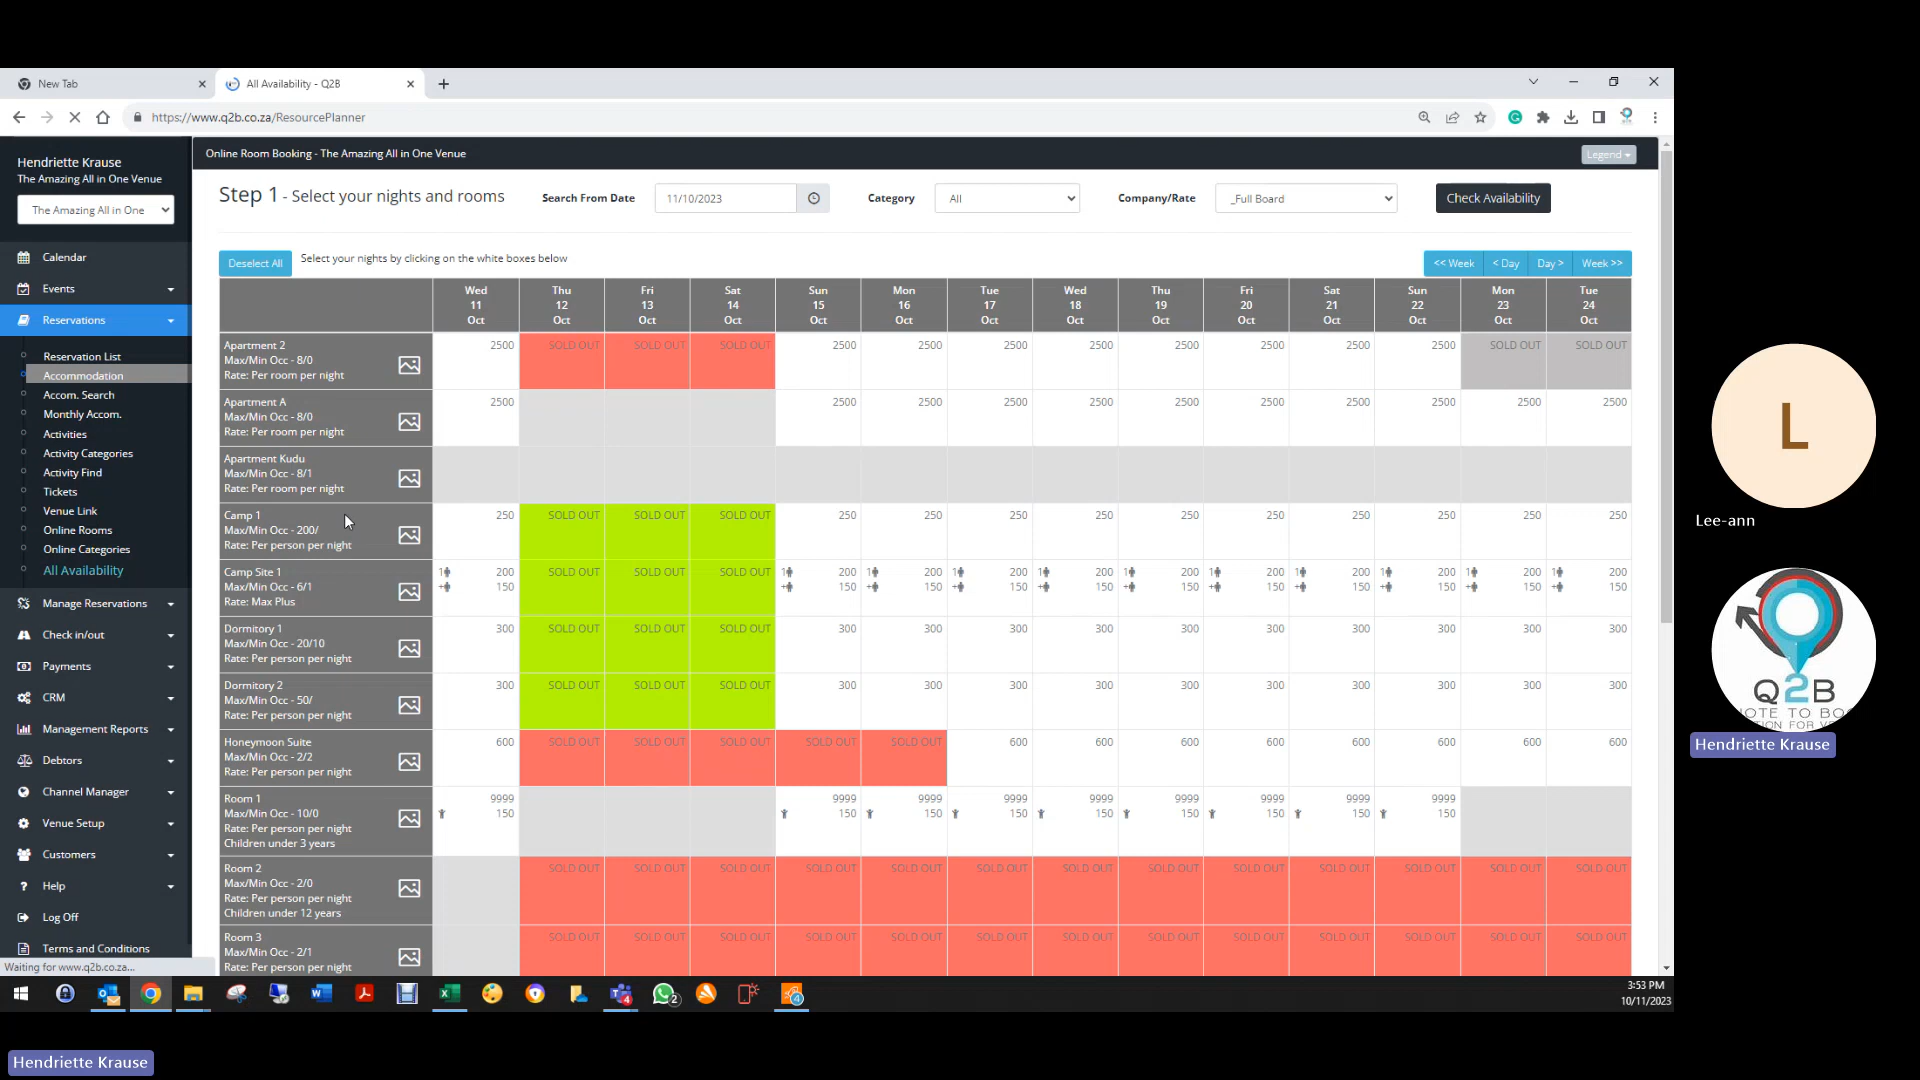 New Tab
All Availability - Q2B
https://www.q2b.co.za/ResourcePlanner
Hendriette Krause
The Amazing All in One Venue
The Amazing All in One
Calendar
Events
Reservations
Reservation List
Accommodation
Accom. Search
Monthly Accom.
Activities
Activity Categories
Activity Find
Tickets
Venue Link
Online Rooms
Online Categories
All Availability
Manage Reservations
Check in/out
Payments
CRM
Management Reports
Debtors
Channel Manager
Venue Setup
Customers
Help
Log Off
Terms and Conditions
Waiting for www.q2b.co.za...
Online Room Booking - The Amazing All in One Venue
Legend
Step 1 - Select your nights and rooms
Search From Date
11/10/2023
Category
All
Company/Rate
_Full Board
Check Availability
Deselect All
Select your nights by clicking on the white boxes below
<< Week
< Day
Day >
Week >>
Wed Thu Fri Sat Sun Mon Tue Wed Thu Fri Sat Sun Mon Tue
11 12 13 14 15 16 17 18 19 20 21 22 23 24
Oct Oct Oct Oct Oct Oct Oct Oct Oct Oct Oct Oct Oct Oct
Apartment 2 2500 SOLD OUT SOLD OUT SOLD OUT 2500 2500 2500 2500 2500 2500 2500 2500 SOLD OUT SOLD OUT
Max/Min Occ - 8/0
Rate: Per room per night
Apartment A 2500 2500 2500 2500 2500 2500 2500 2500 2500 2500 2500
Max/Min Occ - 8/0
Rate: Per room per night
Apartment Kudu
Max/Min Occ - 8/1
Rate: Per room per night
Camp 1 250 SOLD OUT SOLD OUT SOLD OUT 250 250 250 250 250 250 250 250 250 250
Max/Min Occ - 200/
Rate: Per person per night
Camp Site 1 1 200 SOLD OUT SOLD OUT SOLD OUT 1 200 1 200 1 200 1 200 1 200 1 200 1 200 1 200 1 200 1 200
Max/Min Occ - 6/1 + 150 + 150 + 150 + 150 + 150 + 150 + 150 + 150 + 150 + 150 + 150
Rate: Max Plus
Dormitory 1 300 SOLD OUT SOLD OUT SOLD OUT 300 300 300 300 300 300 300 300 300 300
Max/Min Occ - 20/10
Rate: Per person per night
Dormitory 2 300 SOLD OUT SOLD OUT SOLD OUT 300 300 300 300 300 300 300 300 300 300
Max/Min Occ - 50/
Rate: Per person per night
Honeymoon Suite 600 SOLD OUT SOLD OUT SOLD OUT SOLD OUT SOLD OUT 600 600 600 600 600 600 600 600
Max/Min Occ - 2/2
Rate: Per person per night
Room 1 9999 9999 9999 9999 9999 9999 9999 9999 9999
Max/Min Occ - 10/0 150 150 150 150 150 150 150 150 150
Rate: Per person per night
Children under 3 years
Room 2 SOLD OUT SOLD OUT SOLD OUT SOLD OUT SOLD OUT SOLD OUT SOLD OUT SOLD OUT SOLD OUT SOLD OUT SOLD OUT SOLD OUT SOLD OUT
Max/Min Occ - 2/0
Rate: Per person per night
Children under 12 years
Room 3 SOLD OUT SOLD OUT SOLD OUT SOLD OUT SOLD OUT SOLD OUT SOLD OUT SOLD OUT SOLD OUT SOLD OUT SOLD OUT SOLD OUT SOLD OUT
Max/Min Occ - 2/1
Rate: Per person per night
3:53 PM
10/11/2023
L
Lee-ann
Q2B
Hendriette Krause
Hendriette Krause